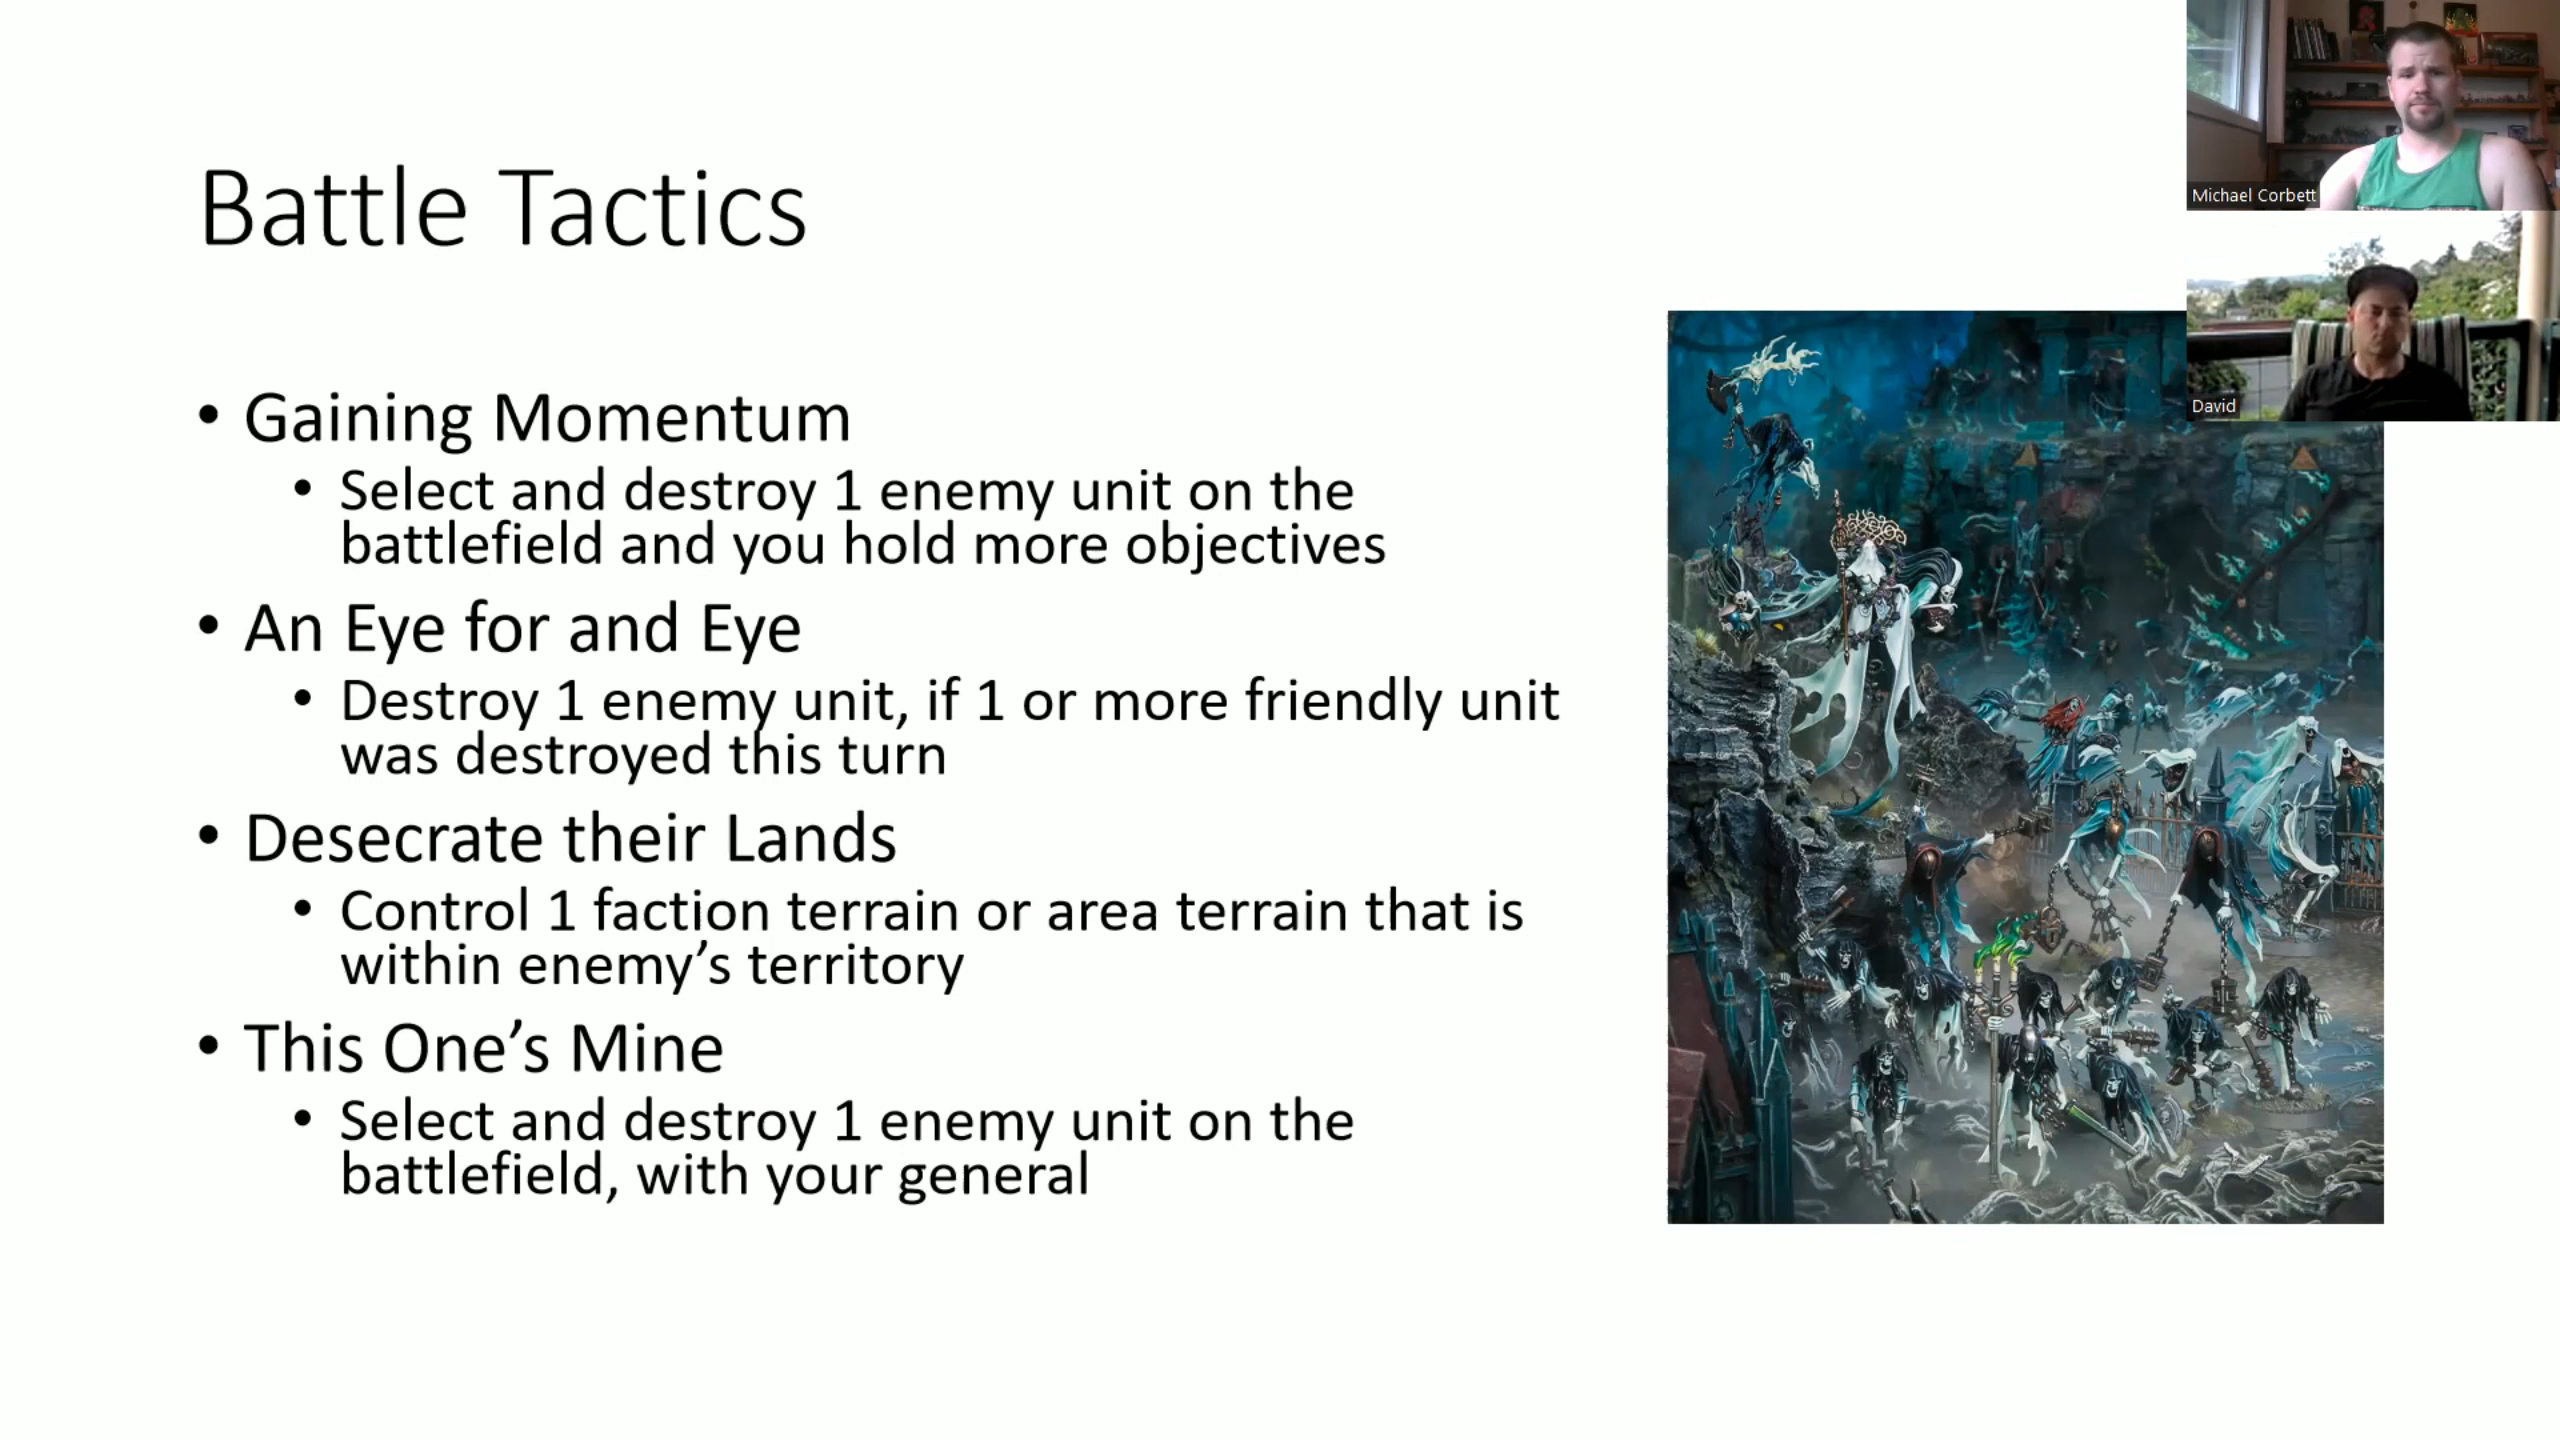 Battle Tactics
• Gaining Momentum
• Select and destroy 1 enemy unit on the
battlefield and you hold more objectives
• An Eye for and Eye
• Destroy 1 enemy unit, if 1 or more friendly unit
was destroyed this turn
• Desecrate their Lands
• Control 1 faction terrain or area terrain that is
within enemy’s territory
• This One’s Mine
• Select and destroy 1 enemy unit on the
battlefield, with your general
Michael Corbett
David